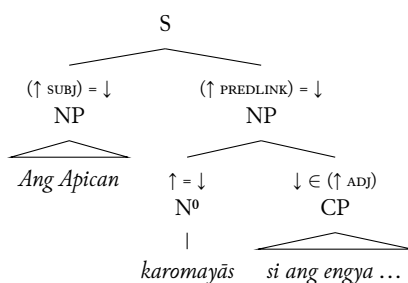 S
(↑ SUBJ) = ↓ (↑ PREDLINK) = ↓
NP NP
Ang Apican ↑ = ↓ ↓ ∈ (↑ ADJ)
N⁰ CP
karomayās si ang engya …